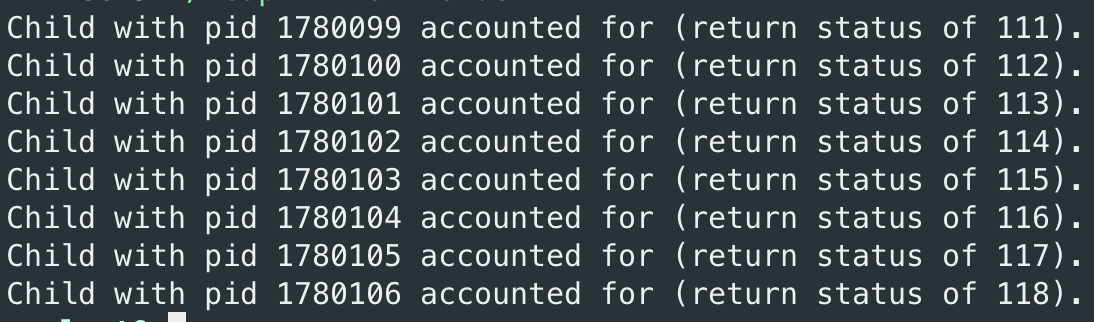 Child with pid 1780099 accounted for (return status of 111).
Child with pid 1780100 accounted for (return status of 112).
Child with pid 1780101 accounted for (return status of 113).
Child with pid 1780102 accounted for (return status of 114).
Child with pid 1780103 accounted for (return status of 115).
Child with pid 1780104 accounted for (return status of 116).
Child with pid 1780105 accounted for (return status of 117).
Child with pid 1780106 accounted for (return status of 118).